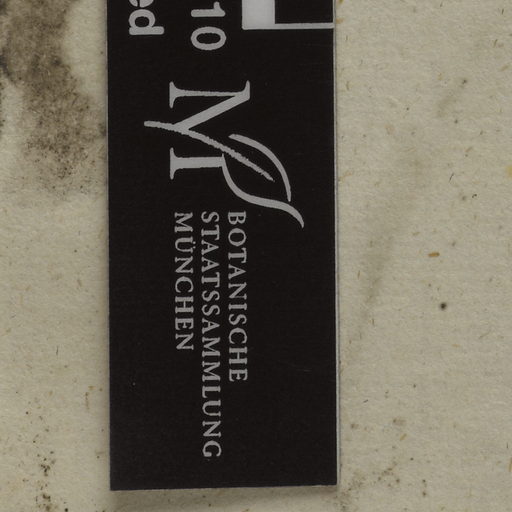 10
ed
BOTANISCHE
STAATSSAMMLUNG
MÜNCHEN